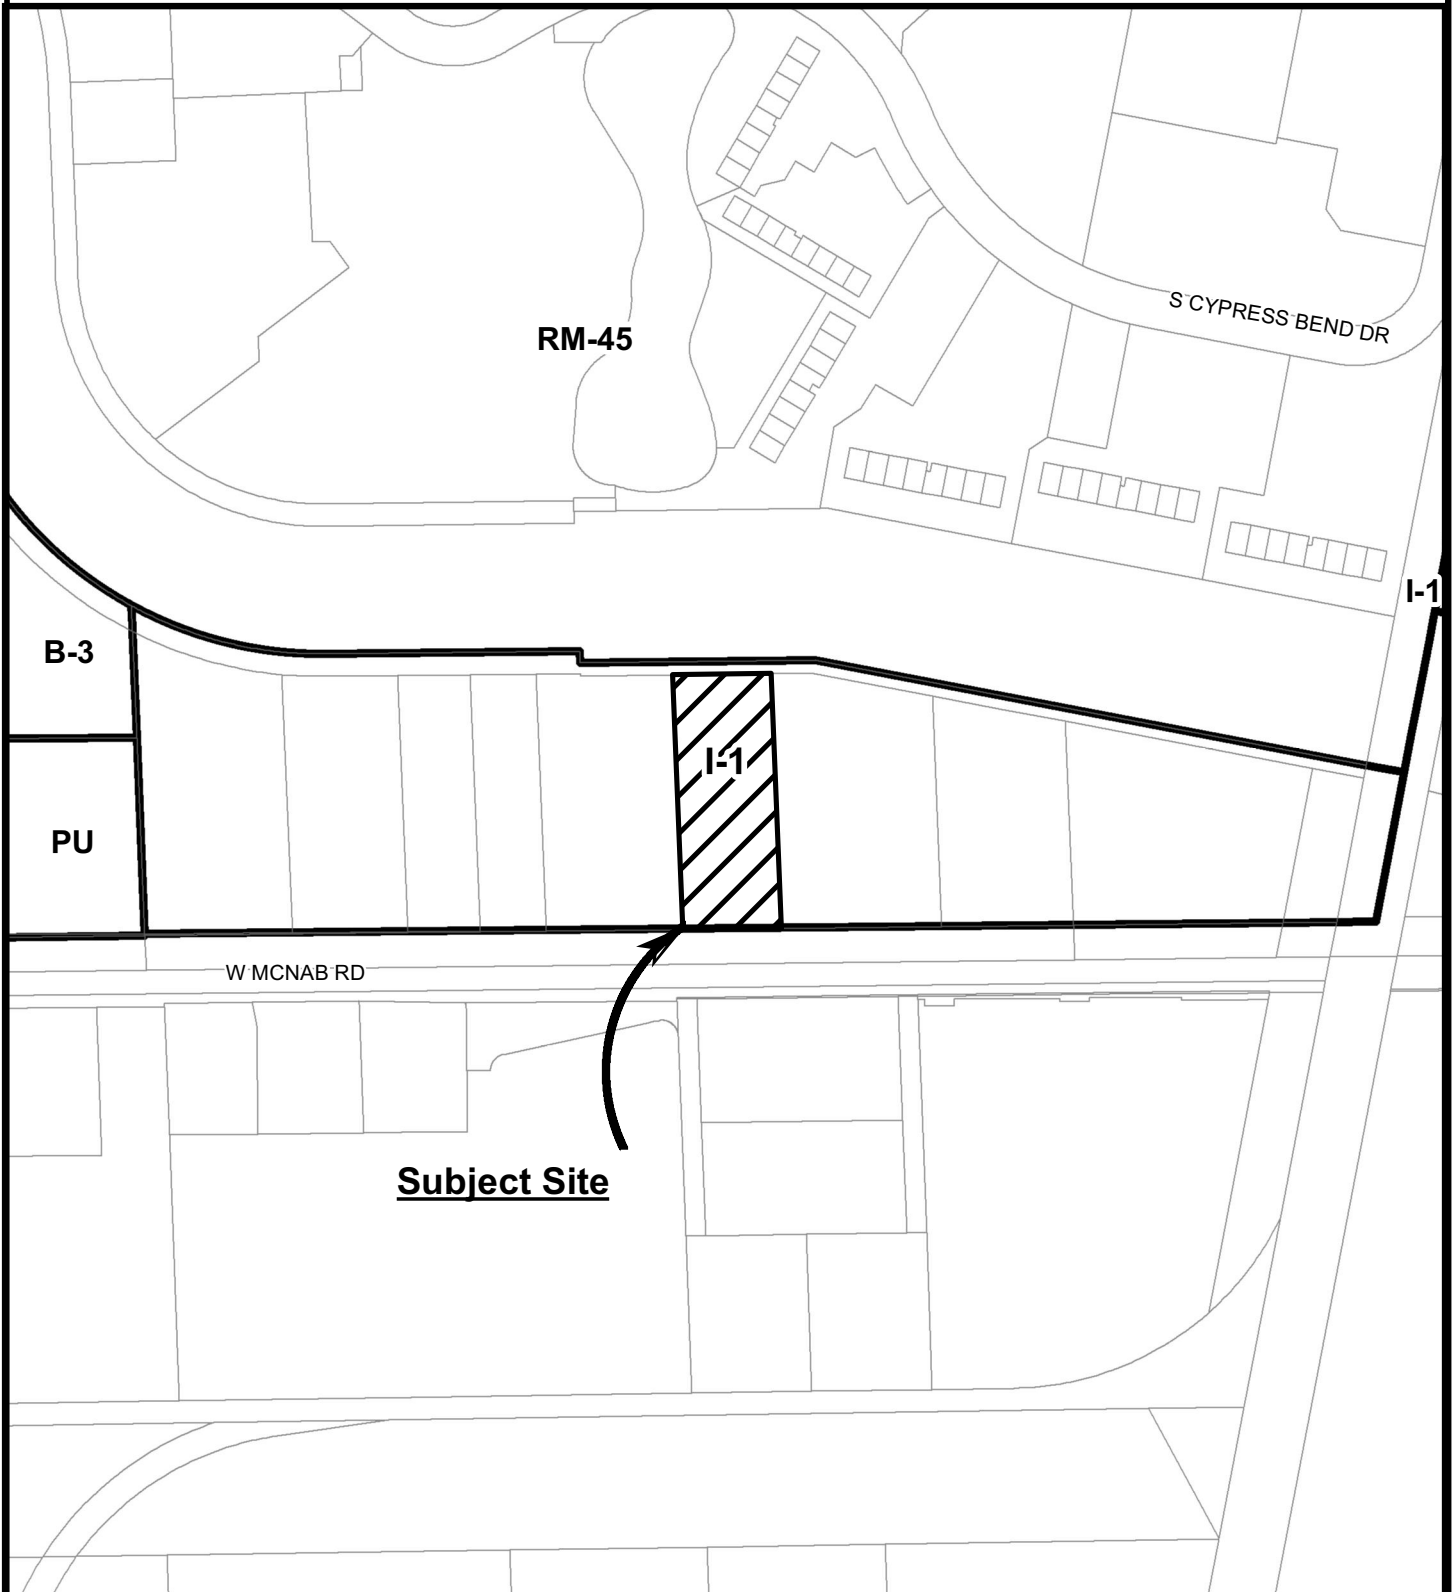 S CYPRESS BEND DR
RM-45
I-1
B-3
I-1
PU
W MCNAB RD
Subject Site